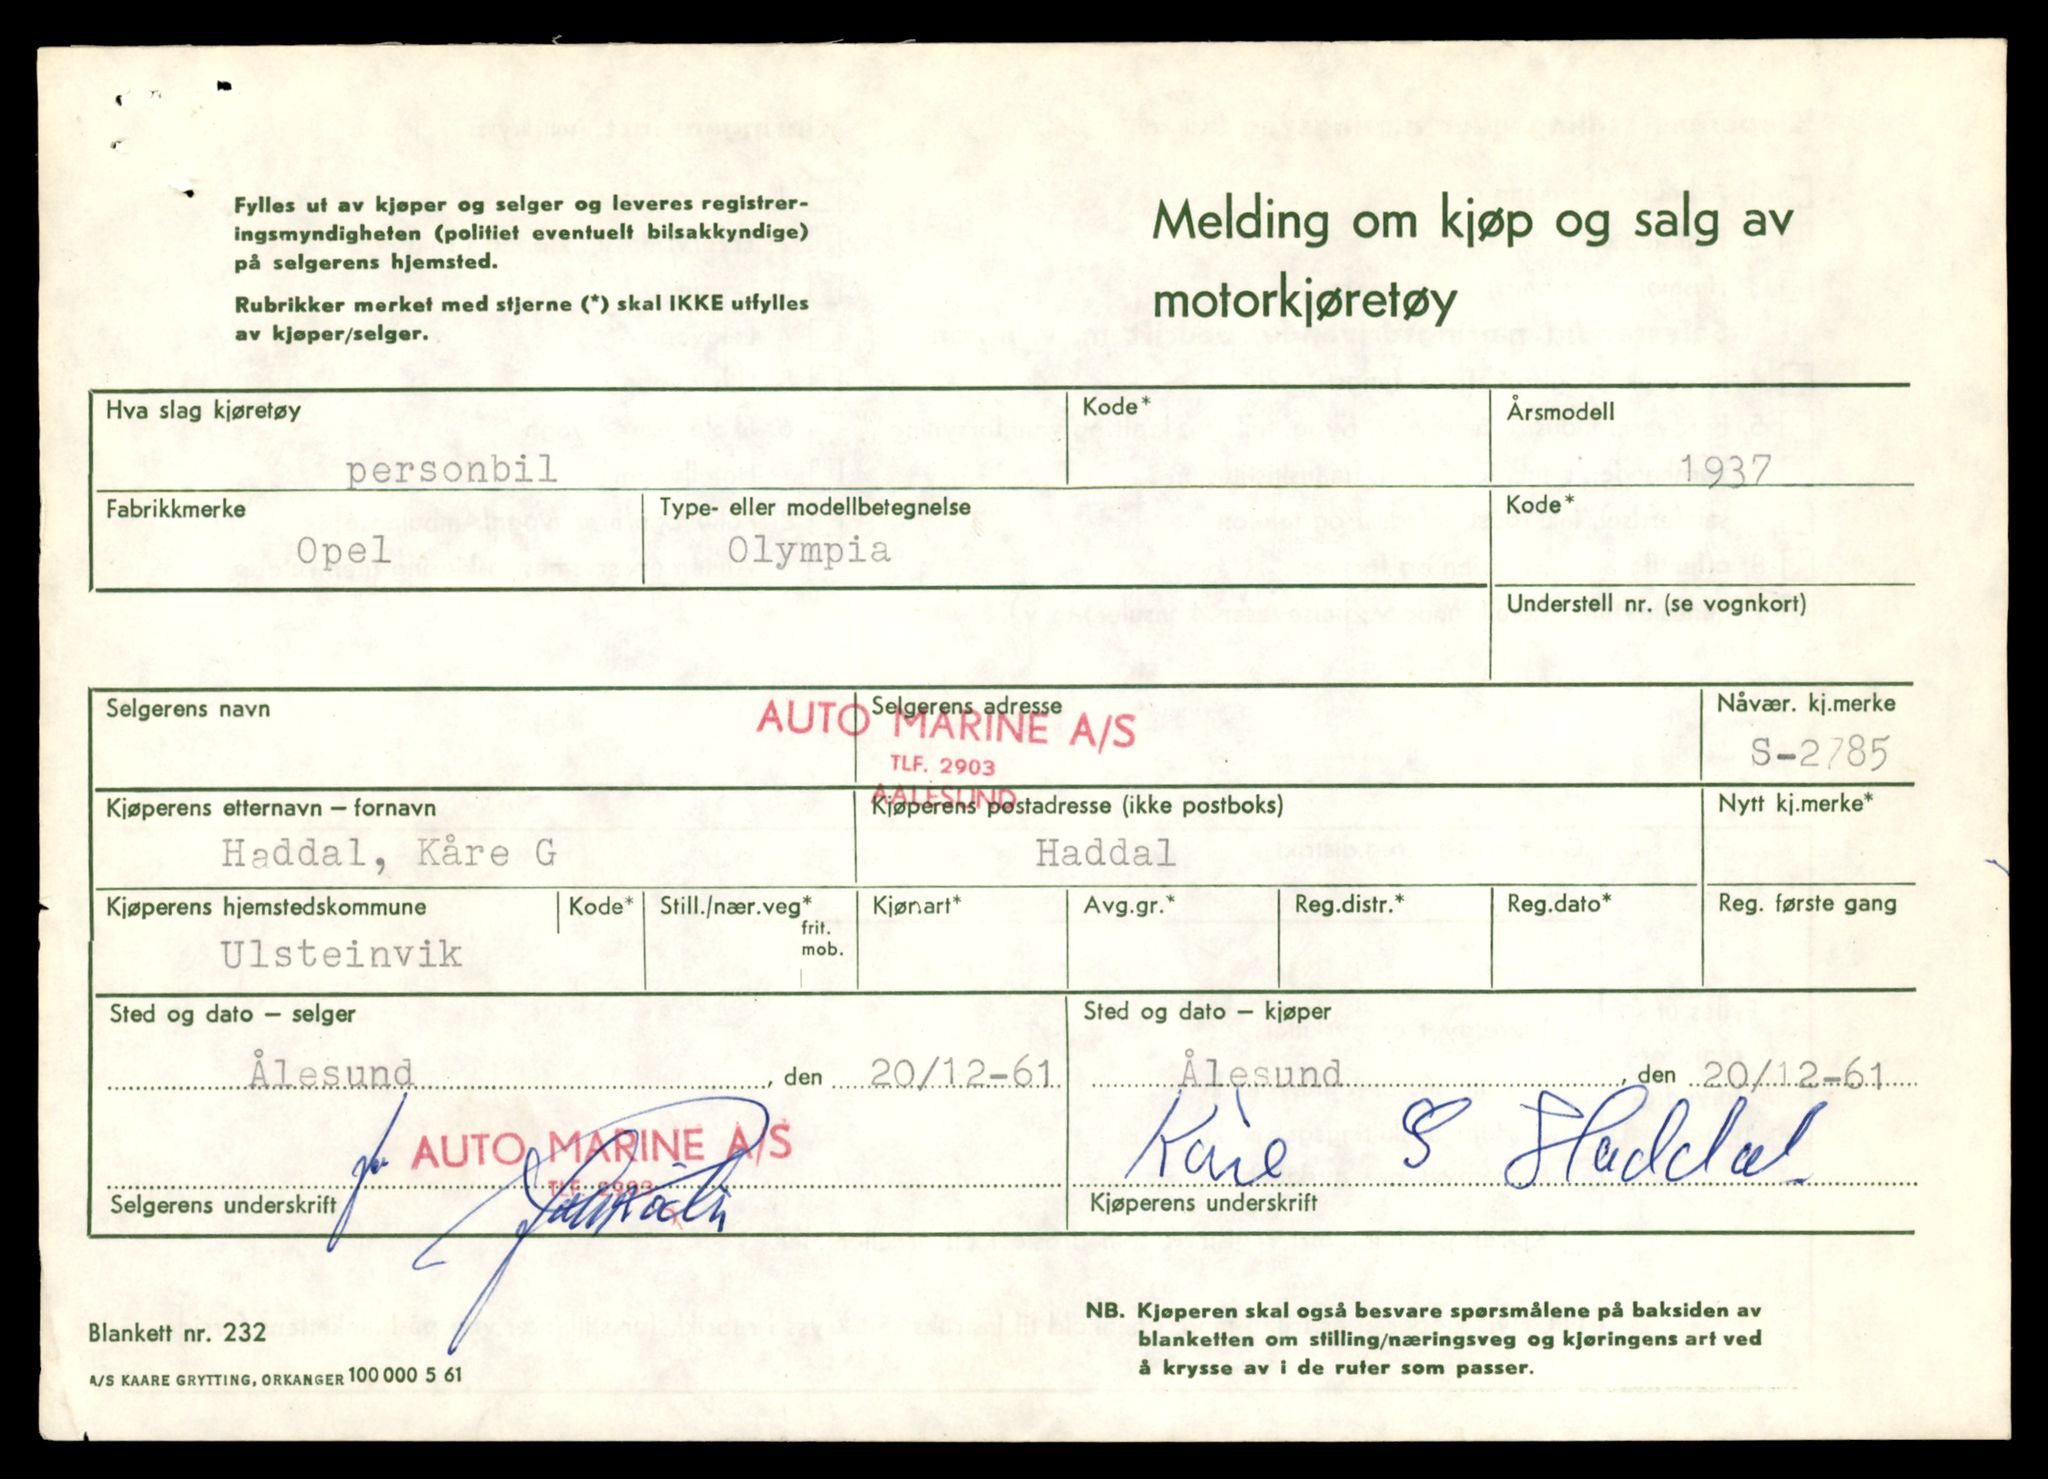 Fylles ut av kjøper og selger og leveres registrer-
ingsmyndigheten (politiet eventuelt bilsakkyndige)
på selgerens hjemsted.
Rubrikker merket med stjerne (*) skal IKKE utfylles
av kjøper/selger.
Melding om kjøp og salg av
motorkjøretøy
Hva slag kjøretøy
Kode*
Årsmodell
personbil
1937
Fabrikkmerke
Type- eller modellbetegnelse
Kode*
Opel
Olympia
Understell nr. (se vognkort)
Selgerens navn
Selgerens adresse
Nåvær. kj.merke
AUTO MARINE A/S
TLF. 2903
AALESUND
S-2785
Kjøperens etternavn – fornavn
Kjøperens postadresse (ikke postboks)
Nytt kj.merke*
Haddal, Kåre G
Haddal
Kjøperens hjemstedskommune
Kode*
Still./nær.veg*
frit.
mob.
Kjørart*
Avg.gr.*
Reg.distr.*
Reg.dato*
Reg. første gang
Ulsteinvik
Sted og dato – selger
Sted og dato – kjøper
Ålesund, den 20/12-61
Ålesund, den 20/12-61
AUTO MARINE A/S
TLF. 2903
Kåre G Haddal
Selgerens underskrift
Kjøperens underskrift
Blankett nr. 232
A/S KAARE GRYTTING, ORKANGER 100 000 5 61
NB. Kjøperen skal også besvare spørsmålene på baksiden av
blanketten om stilling/næringsveg og kjøringens art ved
å krysse av i de ruter som passer.